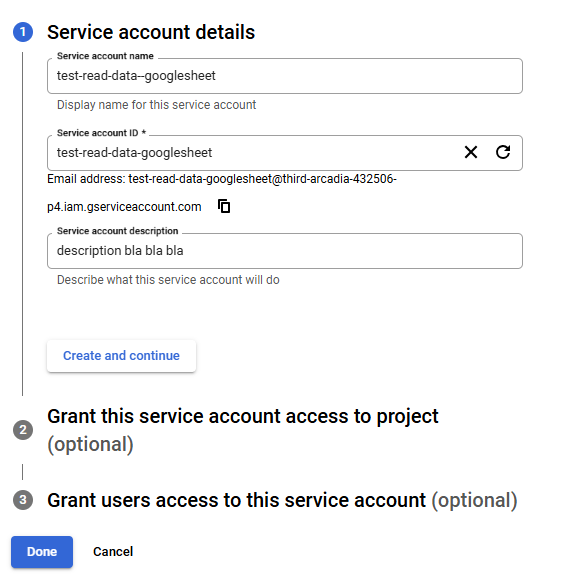 1 Service account details
Service account name
test-read-data--googlesheet
Display name for this service account
Service account ID *
test-read-data-googlesheet
Email address: test-read-data-googlesheet@third-arcadia-432506-
p4.iam.gserviceaccount.com
Service account description
description bla bla bla
Describe what this service account will do
Create and continue
2 Grant this service account access to project
(optional)
3 Grant users access to this service account (optional)
Done Cancel